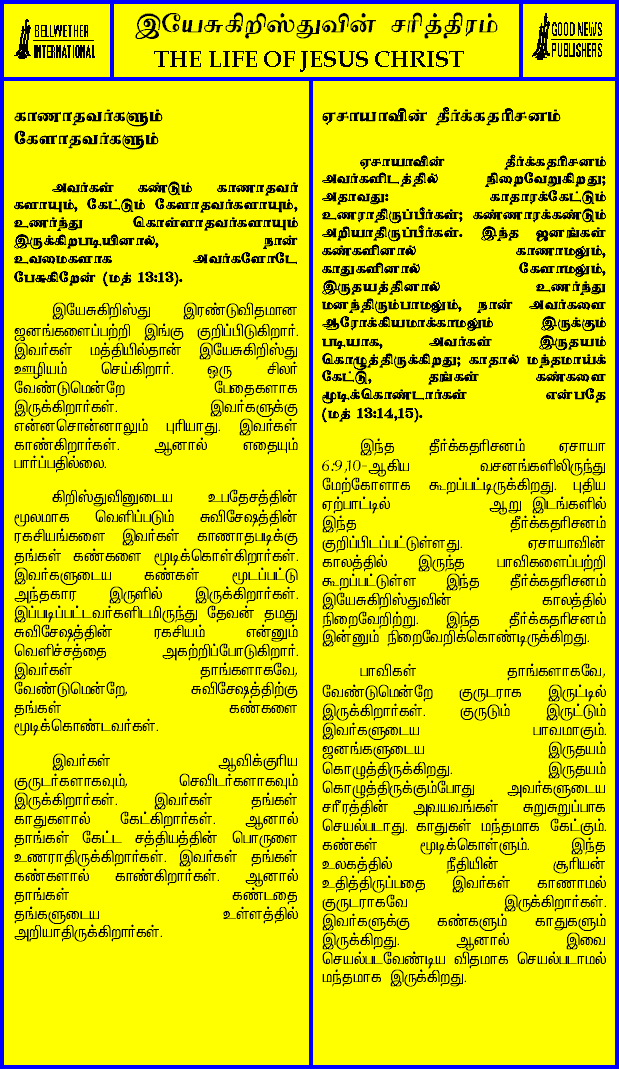 BELLWETHER
INTERNATIONAL
இயேசுகிறிஸ்துவின் சரித்திரம்
THE LIFE OF JESUS CHRIST
GOOD NEWS
PUBLISHERS
காணாதவர்களும்
கேளாதவர்களும்
அவர்கள் கண்டும் காணாதவர்
களாயும், கேட்டும் கேளாதவர்களாயும்,
உணர்ந்து கொள்ளாதவர்களாயும்
இருக்கிறபடியினால், நான்
உவமைகளாக அவர்களோடே
பேசுகிறேன் (மத் 13:13).
இயேசுகிறிஸ்து இரண்டுவிதமான
ஜனங்களைப்பற்றி இங்கு குறிப்பிடுகிறார்.
இவர்கள் மத்தியில்தான் இயேசுகிறிஸ்து
ஊழியம் செய்கிறார். ஒரு சிலர்
வேண்டுமென்றே பேதைகளாக
இருக்கிறார்கள். இவர்களுக்கு
என்னசொன்னாலும் புரியாது. இவர்கள்
காண்கிறார்கள். ஆனால் எதையும்
பார்ப்பதில்லை.
கிறிஸ்துவினுடைய உபதேசத்தின்
மூலமாக வெளிப்படும் சுவிசேஷத்தின்
ரகசியங்களை இவர்கள் காணாதபடிக்கு
தங்கள் கண்களை மூடிக்கொள்கிறார்கள்.
இவர்களுடைய கண்கள் மூடப்பட்டு
அந்தகார இருளில் இருக்கிறார்கள்.
இப்படிப்பட்டவர்களிடமிருந்து தேவன் தமது
சுவிசேஷத்தின் ரகசியம் என்னும்
வெளிச்சத்தை அகற்றிப்போடுகிறார்.
இவர்கள் தாங்களாகவே,
வேண்டுமென்றே, சுவிசேஷத்திற்கு
தங்கள் கண்களை
மூடிக்கொண்டவர்கள்.
இவர்கள் ஆவிக்குரிய
குருடர்களாகவும், செவிடர்களாகவும்
இருக்கிறார்கள். இவர்கள் தங்கள்
காதுகளால் கேட்கிறார்கள். ஆனால்
தாங்கள் கேட்ட சத்தியத்தின் பொருளை
உணராதிருக்கிறார்கள். இவர்கள் தங்கள்
கண்களால் காண்கிறார்கள். ஆனால்
தாங்கள் கண்டதை
தங்களுடைய உள்ளத்தில்
அறியாதிருக்கிறார்கள்.
ஏசாயாவின் தீர்க்கதரிசனம்
ஏசாயாவின் தீர்க்கதரிசனம்
அவர்களிடத்தில் நிறைவேறுகிறது;
அதாவது: காதாரக்கேட்டும்
உணராதிருப்பீர்கள்; கண்ணாரக்கண்டும்
அறியாதிருப்பீர்கள். இந்த ஜனங்கள்
கண்களினால் காணாமலும்,
காதுகளினால் கேளாமலும்,
இருதயத்தினால் உணர்ந்து
மனந்திரும்பாமலும், நான் அவர்களை
ஆரோக்கியமாக்காமலும் இருக்கும்
படியாக, அவர்கள் இருதயம்
கொழுத்திருக்கிறது; காதால் மந்தமாய்க்
கேட்டு, தங்கள் கண்களை
மூடிக்கொண்டார்கள் என்பதே
(மத் 13:14,15).
இந்த தீர்க்கதரிசனம் ஏசாயா
6:9,10-ஆகிய வசனங்களிலிருந்து
மேற்கோளாக கூறப்பட்டிருக்கிறது. புதிய
ஏற்பாட்டில் ஆறு இடங்களில்
இந்த தீர்க்கதரிசனம்
குறிப்பிடப்பட்டுள்ளது. ஏசாயாவின்
காலத்தில் இருந்த பாவிகளைப்பற்றி
கூறப்பட்டுள்ள இந்த தீர்க்கதரிசனம்
இயேசுகிறிஸ்துவின் காலத்தில்
நிறைவேறிற்று. இந்த தீர்க்கதரிசனம்
இன்னும் நிறைவேறிக்கொண்டிருகிறது.
பாவிகள் தாங்களாகவே,
வேண்டுமென்றே குருடராக இருட்டில்
இருக்கிறார்கள். குருடும் இருட்டும்
இவர்களுடைய பாவமாகும்.
ஜனங்களுடைய இருதயம்
கொழுத்திருக்கிறது. இருதயம்
கொழுத்திருக்கும்போது அவர்களுடைய
சரீரத்தின் அவயவங்கள் சுறுசுறுப்பாக
செயல்படாது. காதுகள் மந்தமாக கேட்கும்.
கண்கள் மூடிக்கொள்ளும். இந்த
உலகத்தில் நீதியின் சூரியன்
உதித்திருப்பதை இவர்கள் காணாமல்
குருடராகவே இருக்கிறார்கள்.
இவர்களுக்கு கண்களும் காதுகளும்
இருக்கிறது. ஆனால் இவை
செயல்படவேண்டிய விதமாக செயல்படாமல்
மந்தமாக இருக்கிறது.